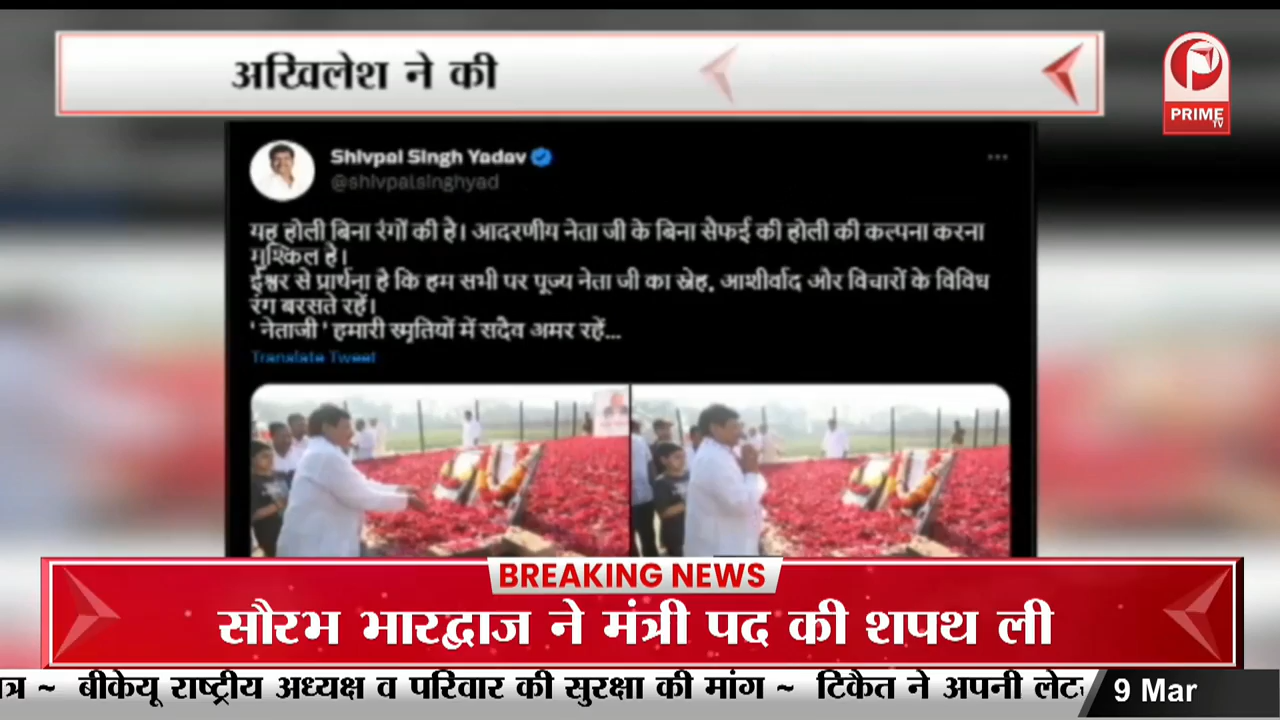 अखिलेश ने की
PRIME
TV
Shivpal Singh Yadav
@shivpalsinghyad
यह होली बिना रंगों की है। आदरणीय नेता जी के बिना सैफई की होली की कल्पना करना
मुश्किल है।
ईश्वर से प्रार्थना है कि हम सभी पर पूज्य नेता जी का स्नेह, आशीर्वाद और विचारों के विविध
रंग बरसते रहें।
' नेताजी ' हमारी स्मृतियों में सदैव अमर रहें...
Translate Tweet
BREAKING NEWS
सौरभ भारद्वाज ने मंत्री पद की शपथ ली
त्र ~ बीकेयू राष्ट्रीय अध्यक्ष व परिवार की सुरक्षा की मांग ~ टिकैत ने अपनी
9 Mar